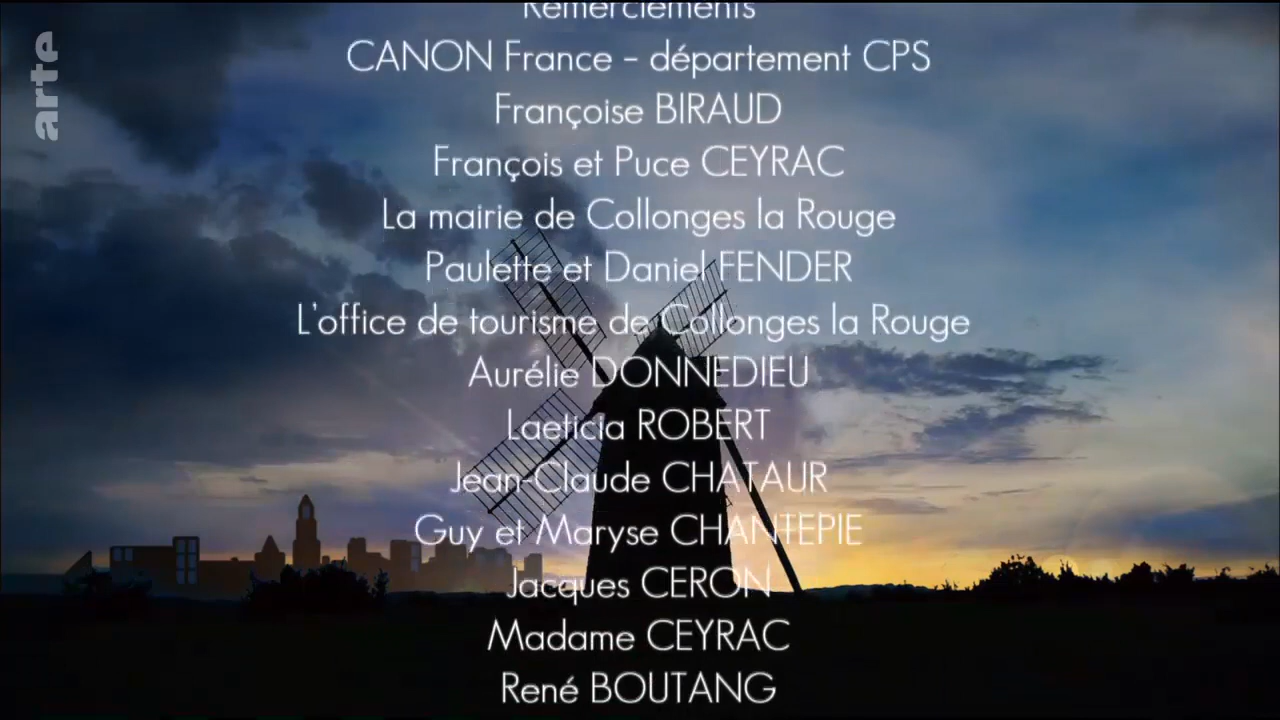 arte
Remerciements
CANON France – département CPS
Françoise BIRAUD
François et Puce CEYRAC
La mairie de Collonges la Rouge
Paulette et Daniel FENDER
L'office de tourisme de Collonges la Rouge
Aurélie DONNEDIEU
Laeticia ROBERT
Jean-Claude CHATAUR
Guy et Maryse CHANTEPIE
Jacques CERON
Madame CEYRAC
René BOUTANG